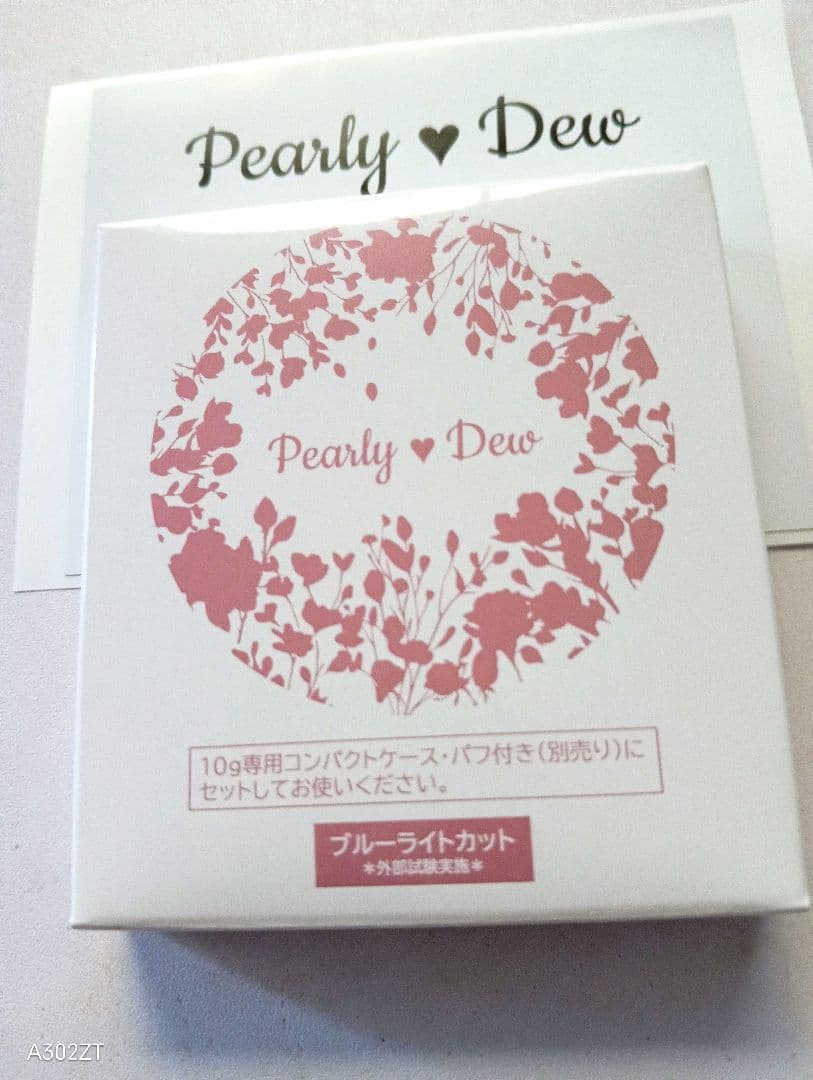 Pearly ♥ Dew
Pearly ♥ Dew
10g専用コンパクトケース・パフ付き(別売り)に
セットしてお使いください。
ブルーライトカット
*外部試験実施*
A302ZT